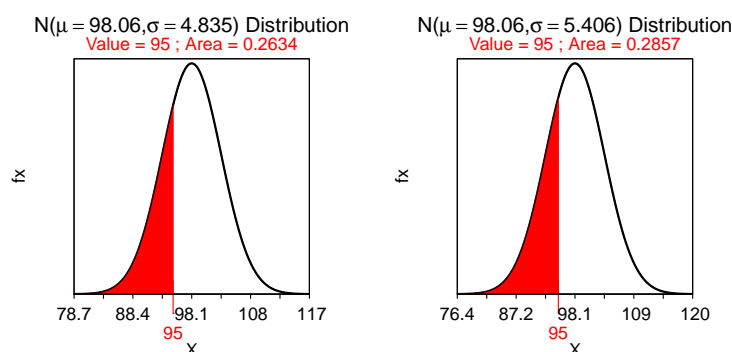 N(μ = 98.06,σ = 4.835) Distribution
Value = 95 ; Area = 0.2634
fx
78.7 88.4 98.1 108 117
95
X
N(μ = 98.06,σ = 5.406) Distribution
Value = 95 ; Area = 0.2857
fx
76.4 87.2 98.1 109 120
95
X